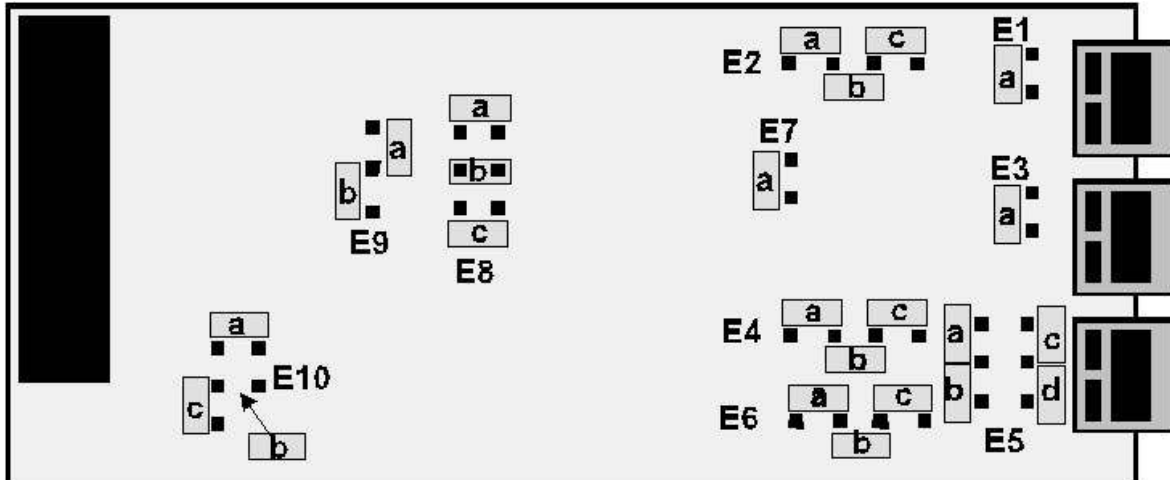 a c E1
E2 a
b
a E7
a b a E3
b a
E9 c
E8
a c a c
E4
a b
E10 a c b d
c E6
b b E5